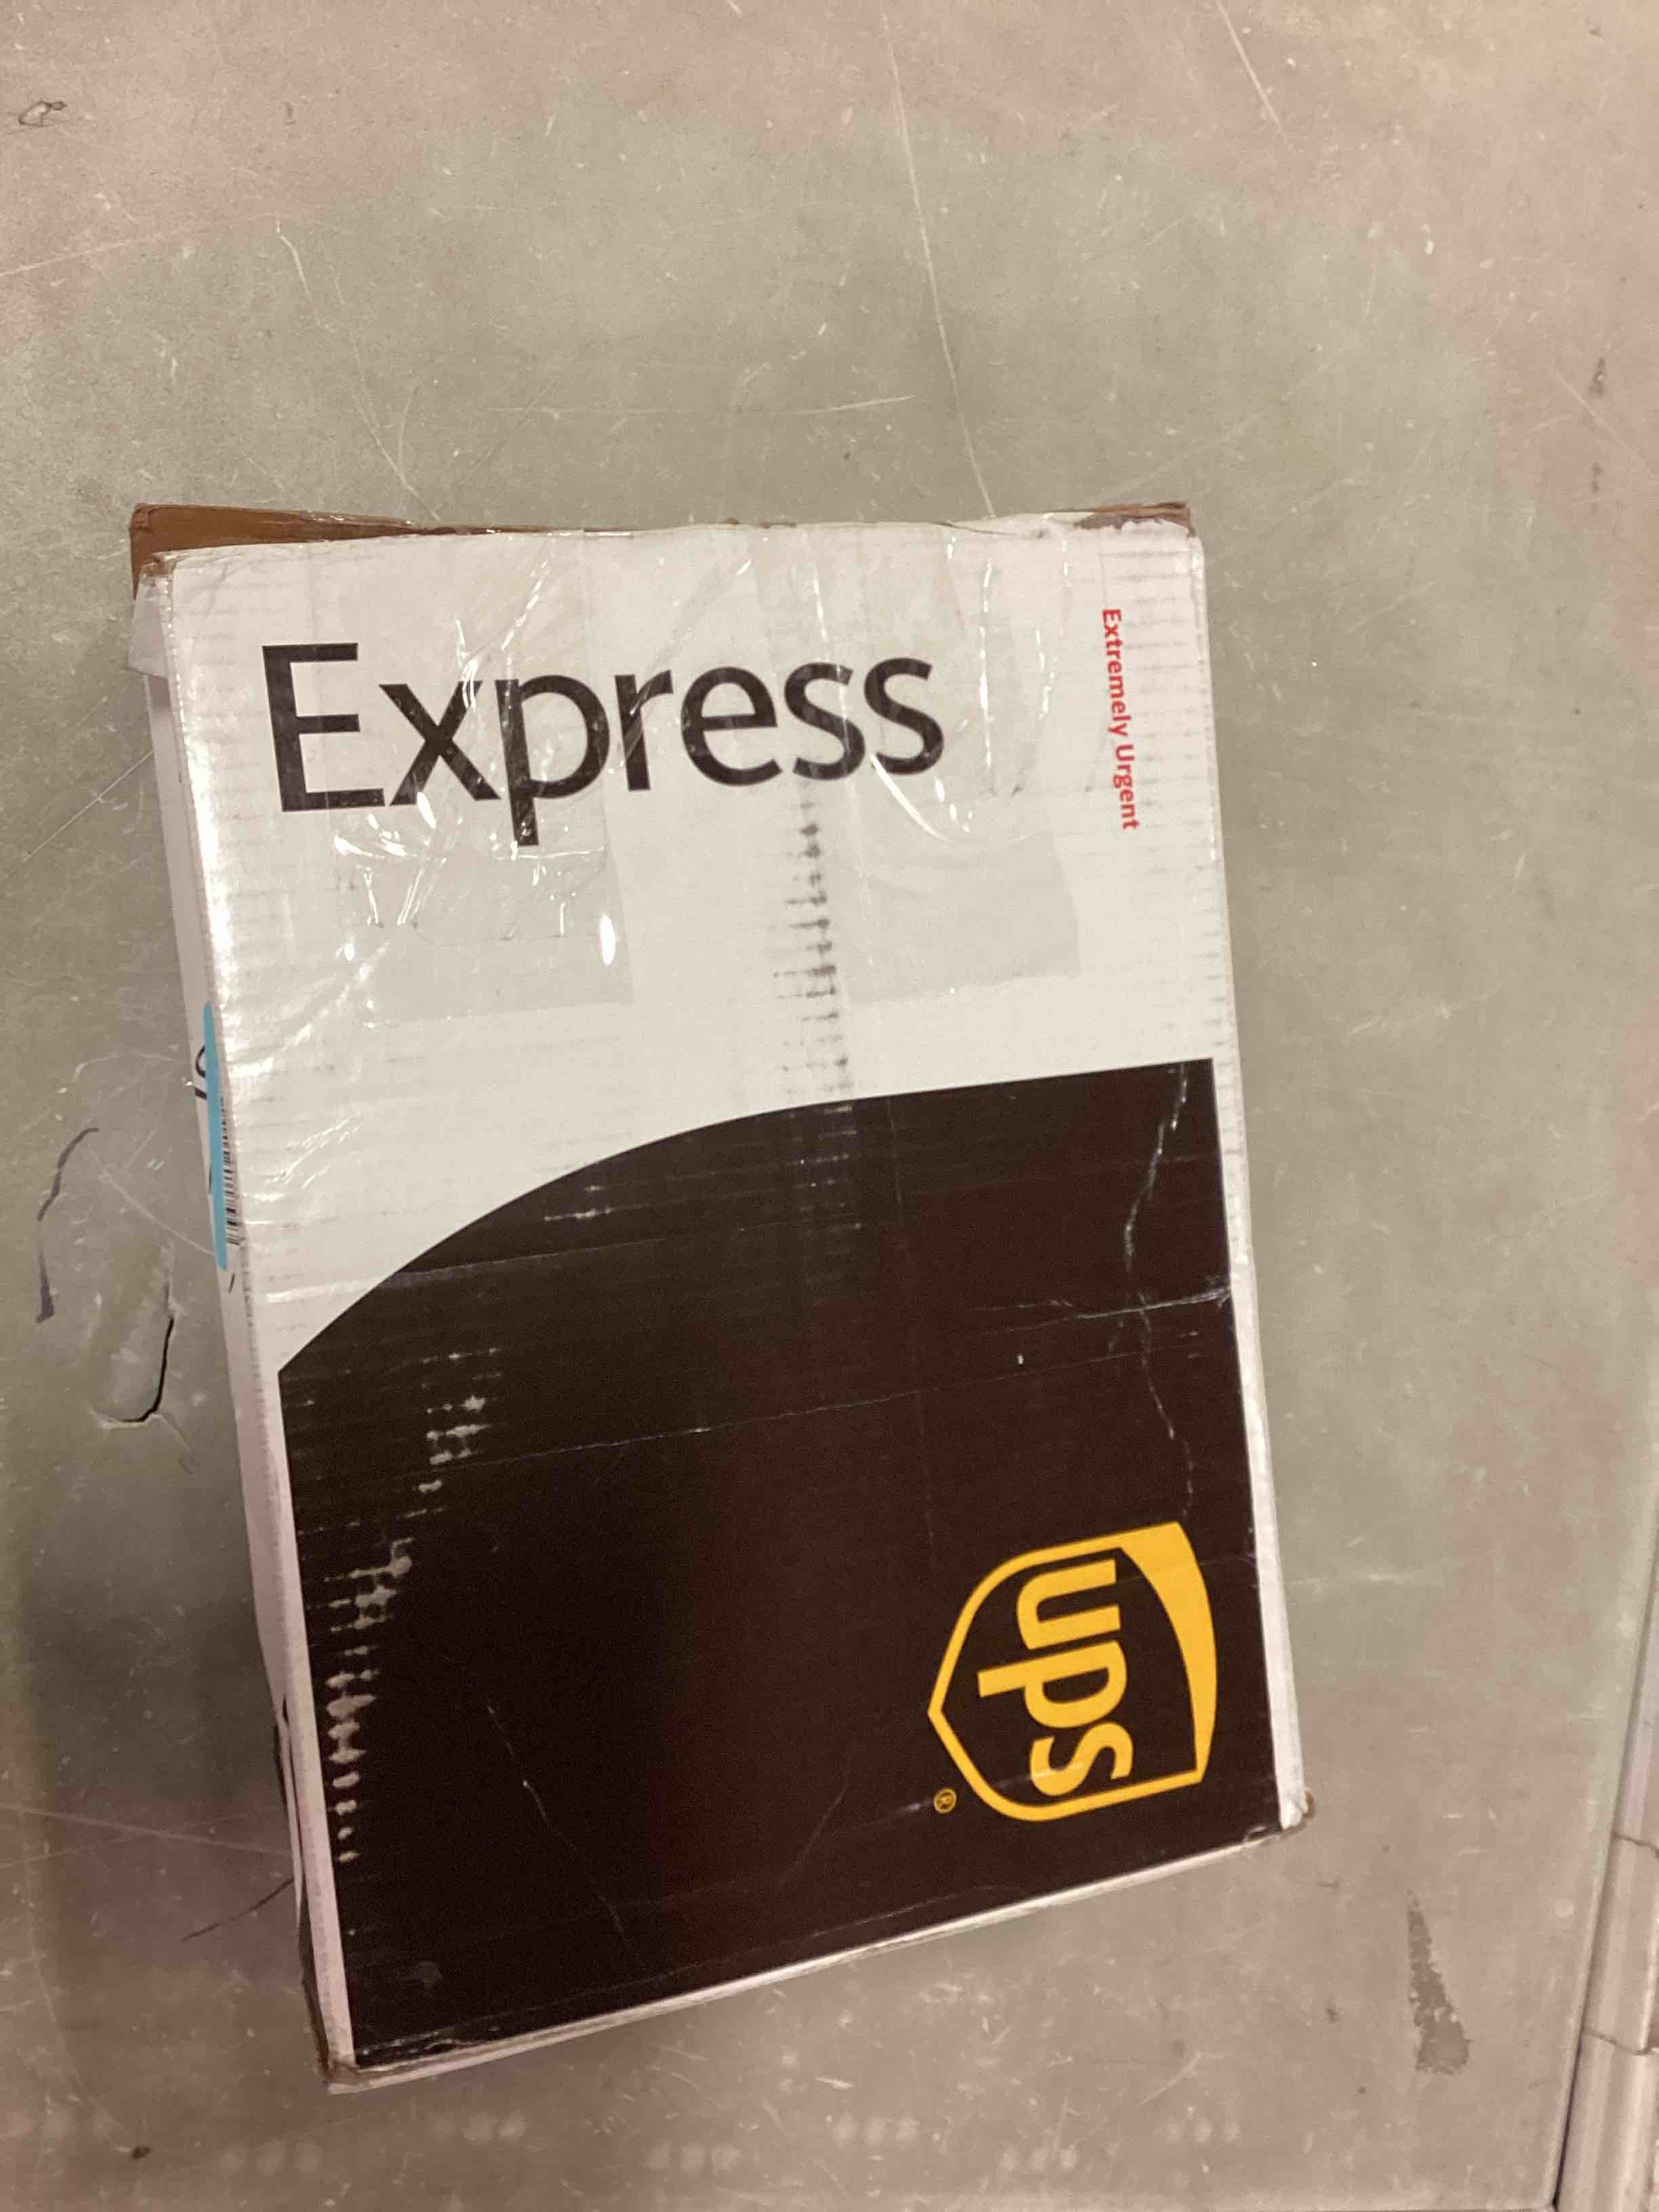 Express
Extremely Urgent
ups
®